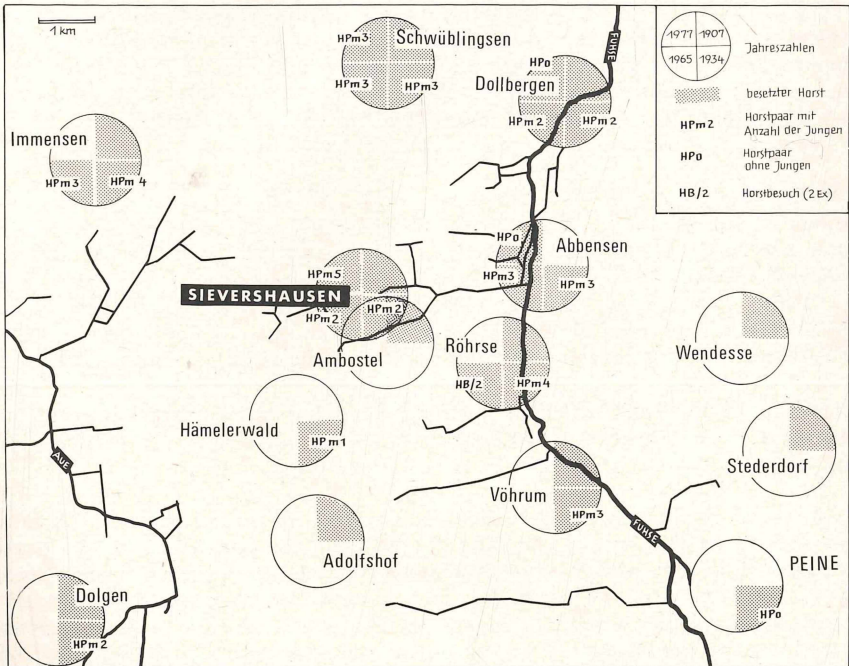 1 km
HPm3
Schwüblingsen
HPm3
HPm3
FUHSE
HPo
Dollbergen
HPm2
HPm2
1977
1907
1965
1934
Jahreszahlen
besetzter Horst
HPm2
Horstpaar mit
Anzahl der Jungen
HPo
Horstpaar
ohne Jungen
HB/2
Horstbesuch (2 Ex)
Immensen
HPm3
HPm4
HPo
Abbensen
HPm3
HPm3
HPm5
SIEVERSHAUSEN
HPm2
HPm2
Ambostel
Röhrse
HB/2
HPm4
Wendesse
Hämelerwald
HPm1
Stederdorf
AUE
Vöhrum
HPm3
FUHSE
Adolfshof
PEINE
HPo
Dolgen
HPm2